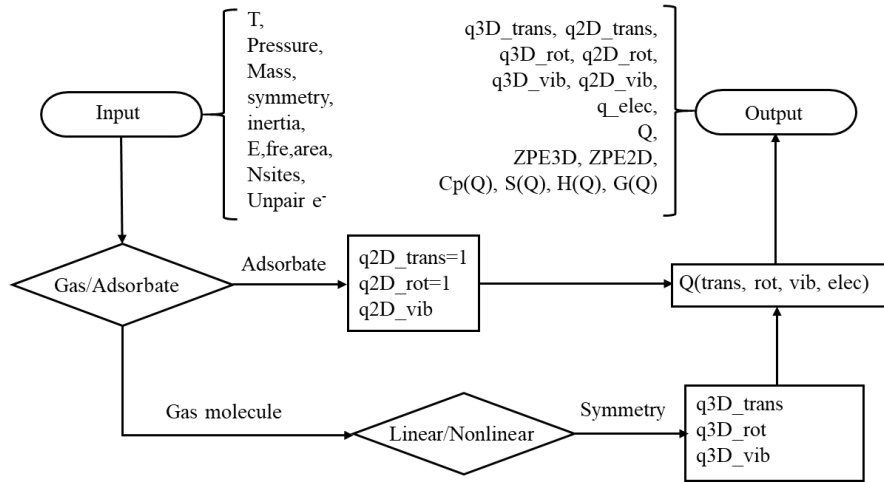 Input
T,
Pressure,
Mass,
symmetry,
inertia,
E,fre,area,
Nsites,
Unpair e-
q3D_trans, q2D_trans,
q3D_rot, q2D_rot,
q3D_vib, q2D_vib,
q_elec,
Q,
ZPE3D, ZPE2D,
Cp(Q), S(Q), H(Q), G(Q)
Output
Gas/Adsorbate
Adsorbate
q2D_trans=1
q2D_rot=1
q2D_vib
Q(trans, rot, vib, elec)
Gas molecule
Linear/Nonlinear
Symmetry
q3D_trans
q3D_rot
q3D_vib